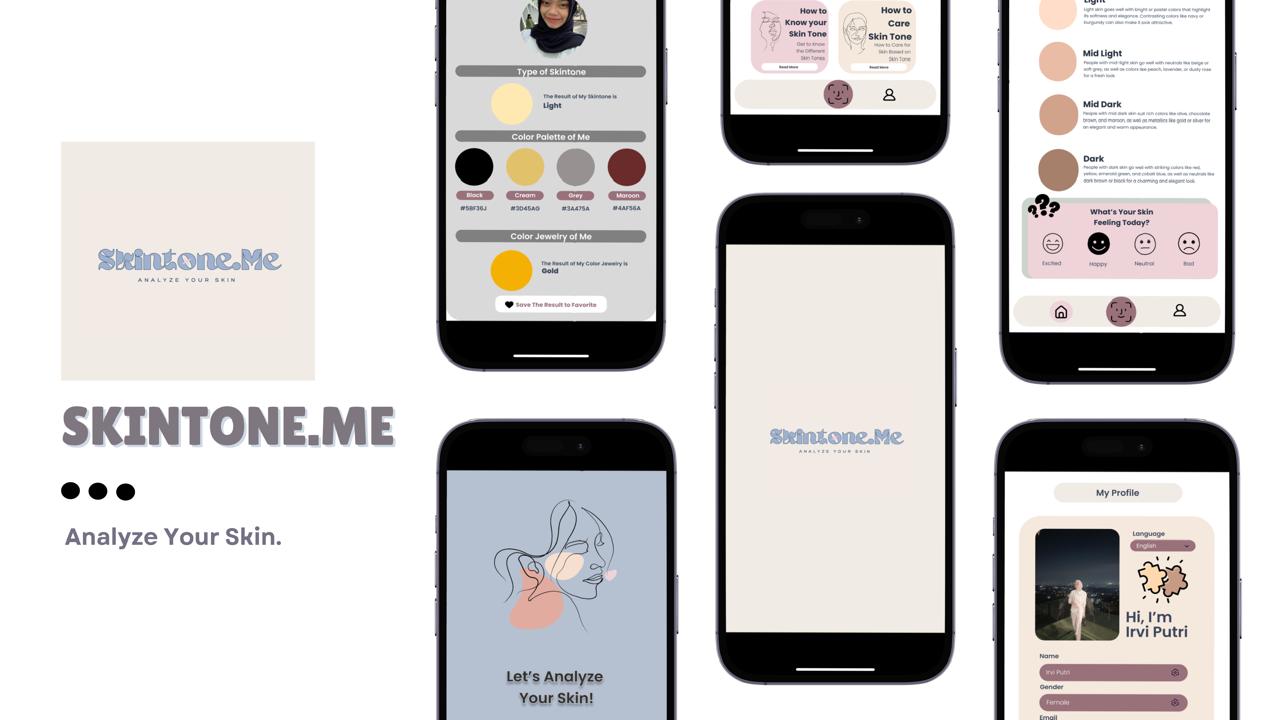 Skintone.Me
ANALYZE YOUR SKIN
SKINTONE.ME
Analyze Your Skin.
Type of Skintone
The Result of My Skintone is
Light
Color Palette of Me
Black
Cream
Grey
Maroon
#5BF36J
#3D45AG
#3A475A
#4AF56A
Color Jewelry of Me
The Result of My Color Jewelry is
Gold
Save The Result to Favorite
Let's Analyze
Your Skin!
How to
Know your
Skin Tone
Get to Know
the Different
Skin Tones
Read More
How to
Care
Skin Tone
How to Care for
Skin Based on
Skin Tone
Read More
Skintone.Me
ANALYZE YOUR SKIN
Light
Light skin goes well with bright or pastel colors that highlight
its softness and elegance. Contrasting colors like navy or
burgundy can also make it look attractive.
Mid Light
People with mid-light skin go well with neutrals like beige or
soft grey, as well as colors like peach, lavender, or dusty rose
for a fresh look.
Mid Dark
People with mid dark skin suit rich colors like olive, chocolate
brown, and maroon, as well as metallics like gold or silver for
an elegant and warm appearance.
Dark
People with dark skin go well with striking colors like red,
yellow, emerald green, and cobalt blue, as well as neutrals like
dark brown or black for a charming and elegant look.
???
What's Your Skin
Feeling Today?
Excited
Happy
Neutral
Bad
My Profile
Language
English
Hi, I'm
Irvi Putri
Name
Irvi Putri
Gender
Female
Email